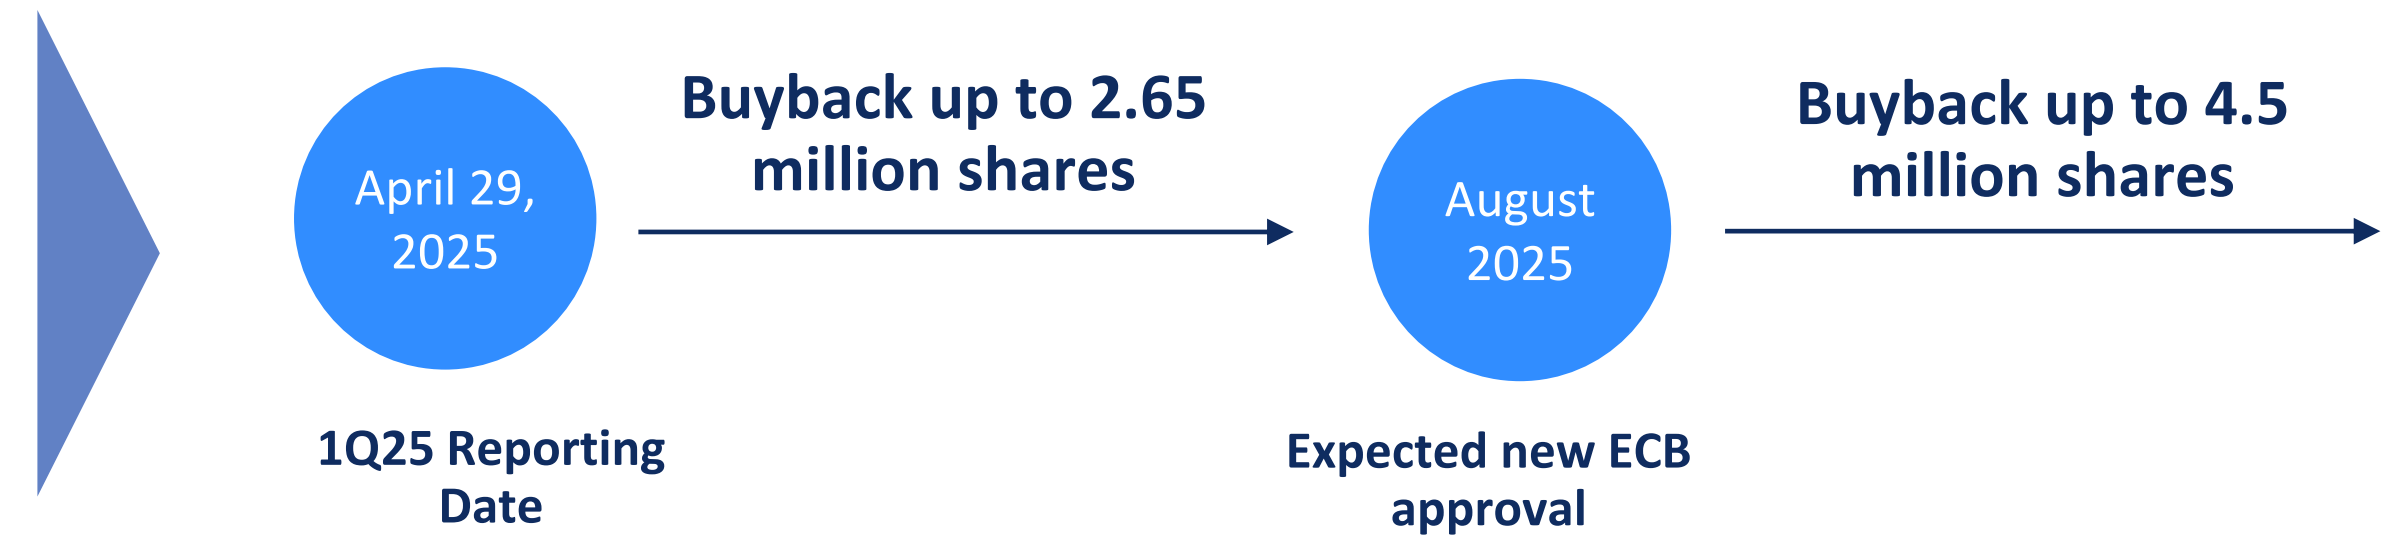 April 29,
2025
1Q25 Reporting
Date
Buyback up to 2.65
million shares
August
2025
Expected new ECB
approval
Buyback up to 4.5
million shares